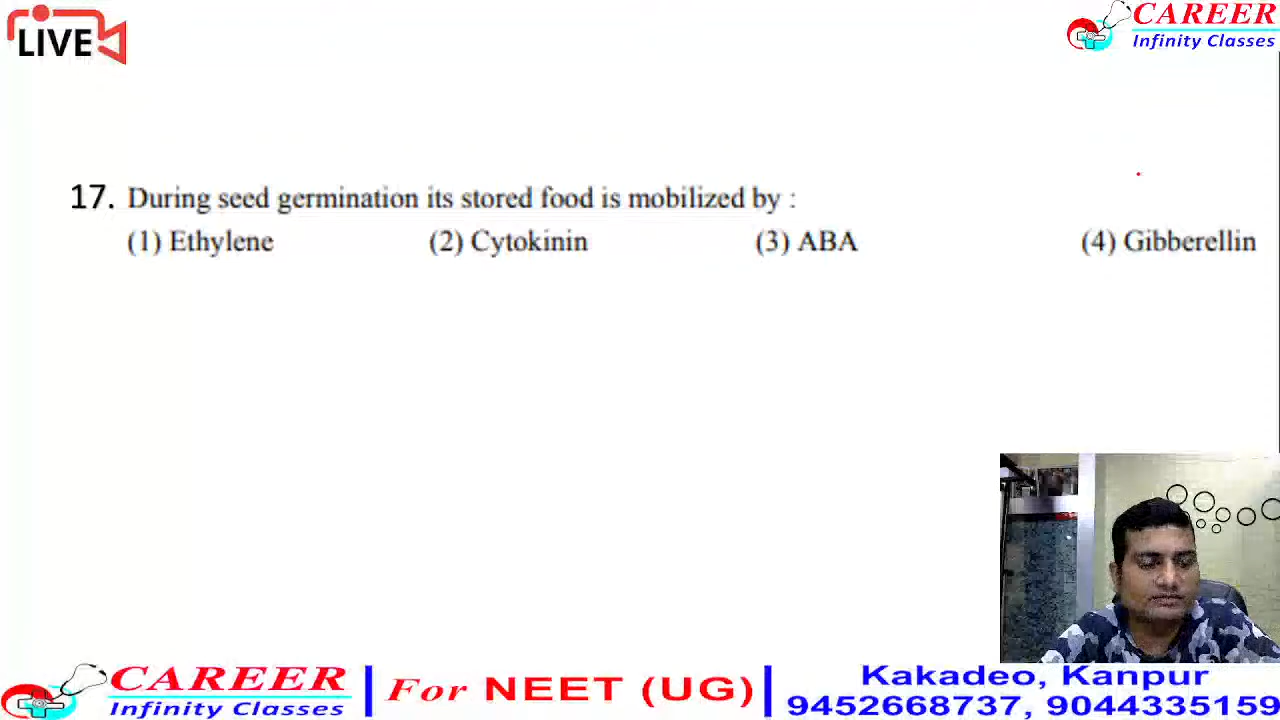 LIVE
CAREER
Infinity Classes
17. During seed germination its stored food is mobilized by :
(1) Ethylene (2) Cytokinin (3) ABA (4) Gibberellin
CAREER
Infinity Classes
For NEET (UG)
Kakadeo, Kanpur
9452668737, 9044335159